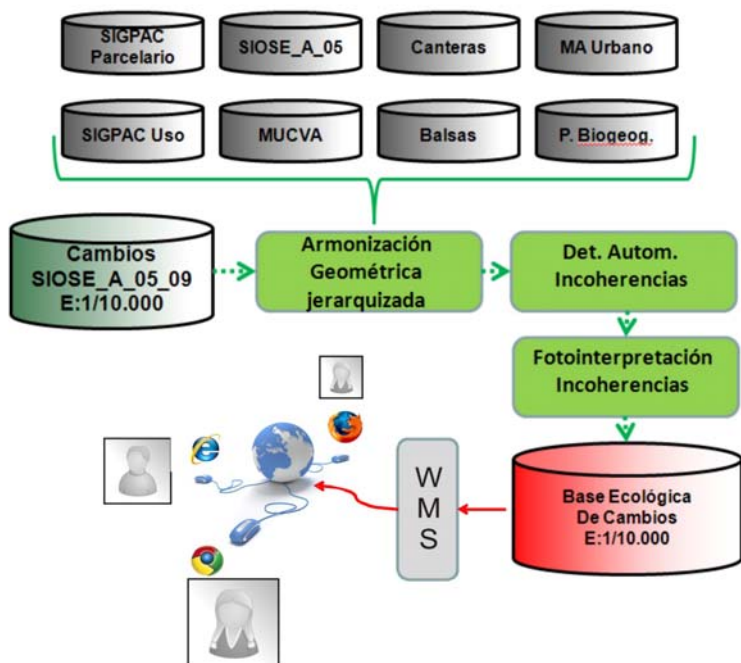 SIGPAC
Parcelario
SIOSE_A_05
Canteras
MA Urbano
SIGPAC Uso
MUCVA
Balsas
P. Biogeog.
Cambios
SIOSE_A_05_09
E:1/10.000
Armonización
Geométrica
jerarquizada
Det. Autom.
Incoherencias
Fotointerpretación
Incoherencias
Base Ecológica
De Cambios
E:1/10.000
W
M
S